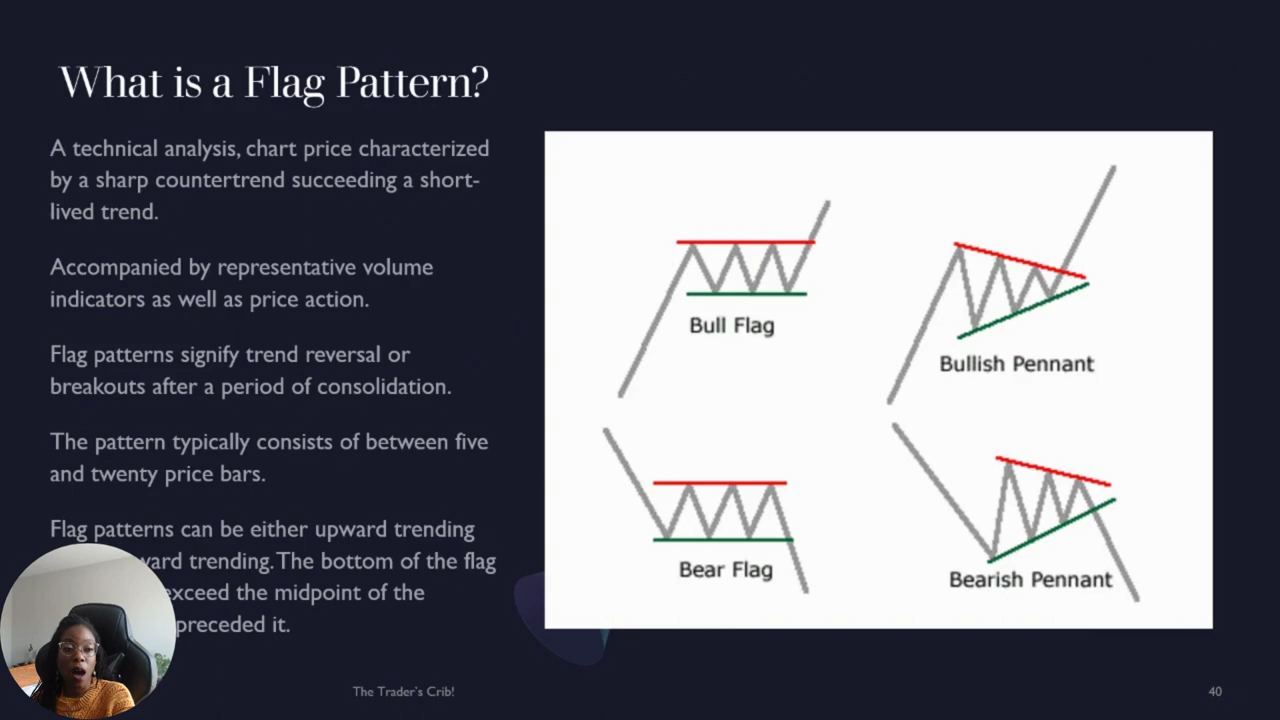 What is a Flag Pattern?
A technical analysis, chart price characterized
by a sharp countertrend succeeding a short-
lived trend.
Accompanied by representative volume
indicators as well as price action.
Flag patterns signify trend reversal or
breakouts after a period of consolidation.
The pattern typically consists of between five
and twenty price bars.
Flag patterns can be either upward trending
trending. The bottom of the flag
exceed the midpoint of the
preceded it.
Bull Flag
Bullish Pennant
Bear Flag
Bearish Pennant
The Trader's Crib!
40